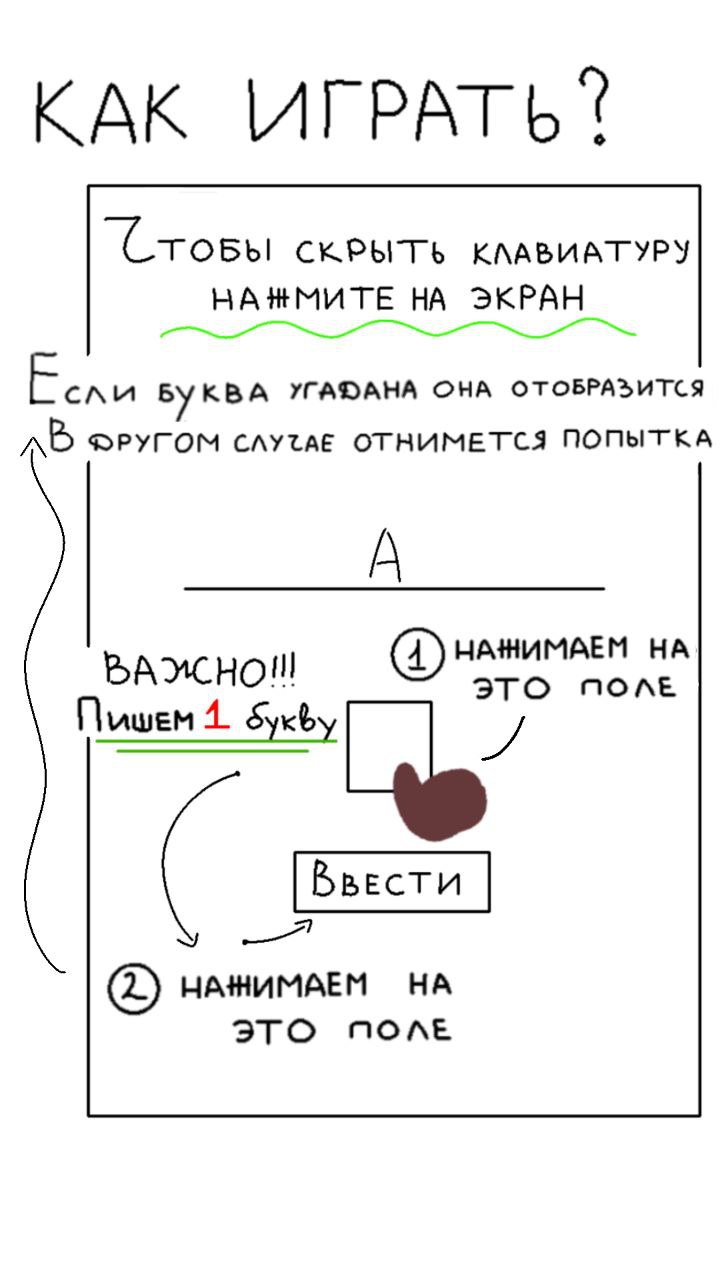 КАК ИГРАТЬ?
Чтобы скрыть клавиатуру
нажмите на экран
Если буква угадана она отобразится
В другом случае отнимется попытка
А
① нажимаем на
это поле
ВАЖНО!!!
Пишем 1 букву
Ввести
② нажимаем на
это поле